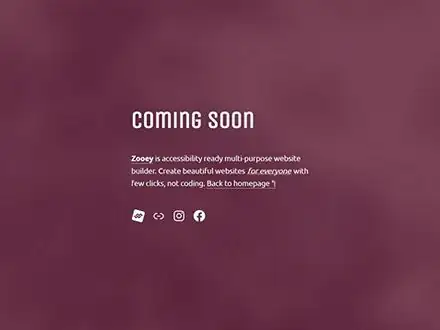 coming soon
Zooey is accessibility ready multi-purpose website
builder. Create beautiful websites for everyone with
few clicks, not coding. Back to homepage "|